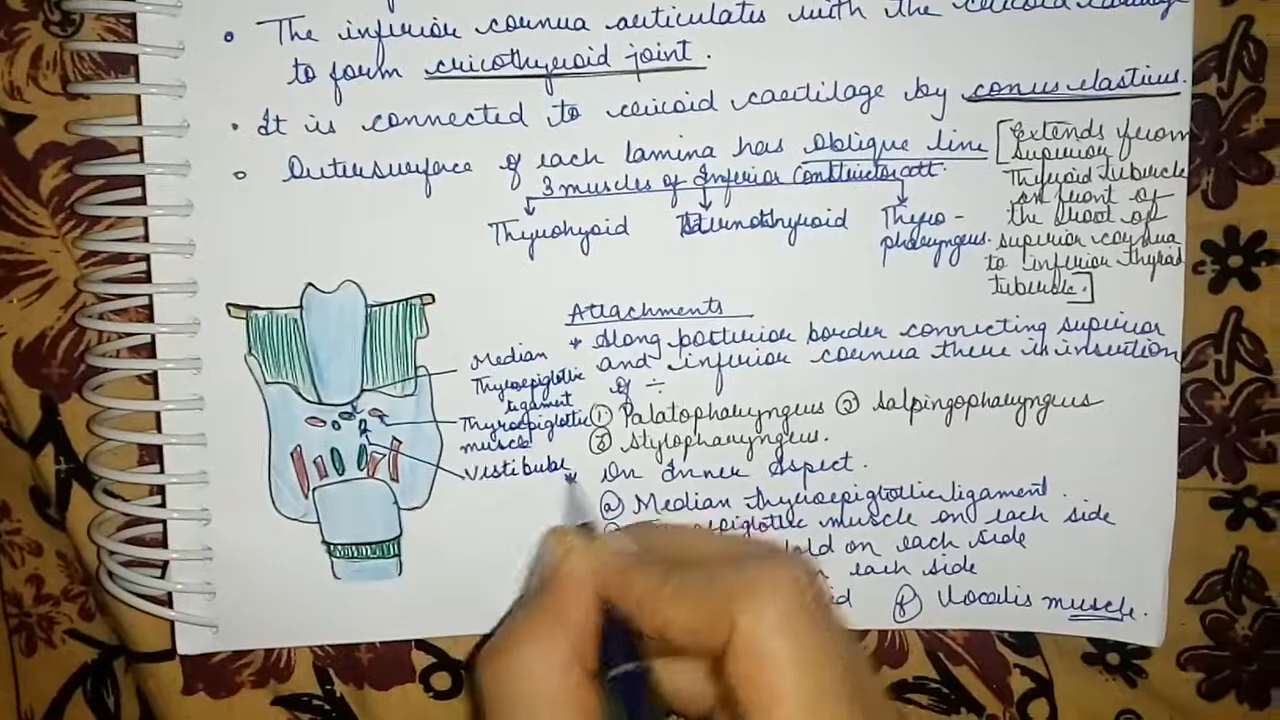 • The inferior cornua articulates with the cricoid
to form cricothyroid joint.
• It is connected to cricoid cartilage by conus elasticus.
• Outersurface of each lamina has oblique line
3 muscles of Inferior Constrictor att.
Thyrohyoid Sternothyroid Thyro-
pharyngeus.
[Extends from
superior
Thyroid tubercle
in front of
the root of
superior cornua
to inferior thyroid
tubercle.]
Attachments
* Along posterior border connecting superior
and inferior cornua there is insertion
of ÷
① Palatopharyngeus ② Salpingopharyngeus
③ Stylopharyngeus.
* On Inner Aspect.
ⓐ Median thyroepiglottic ligament.
epiglottic muscle on each side
fold on each side
each side
ⓕ Vocalis muscle.
Median
Thyroepiglottic
ligament
Thyroepiglottic
muscle
Vestibule